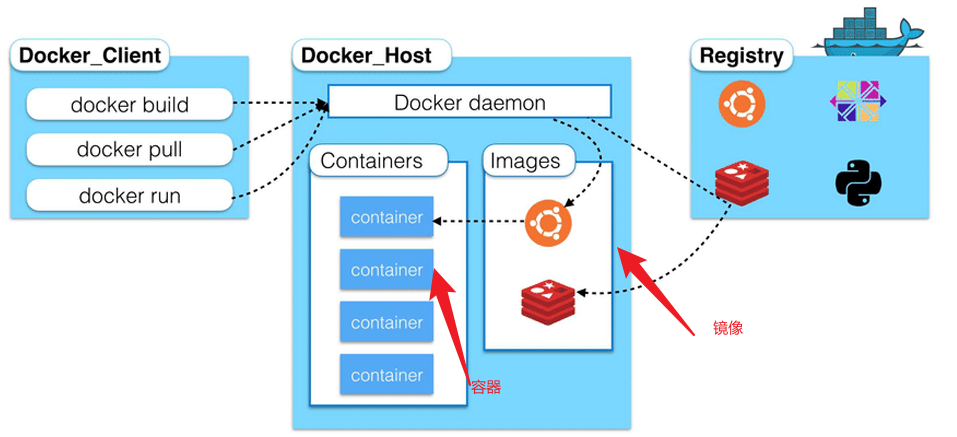 Docker_Client
docker build
docker pull
docker run
Docker_Host
Docker daemon
Containers
container
container
container
container
容器
Images
镜像
Registry